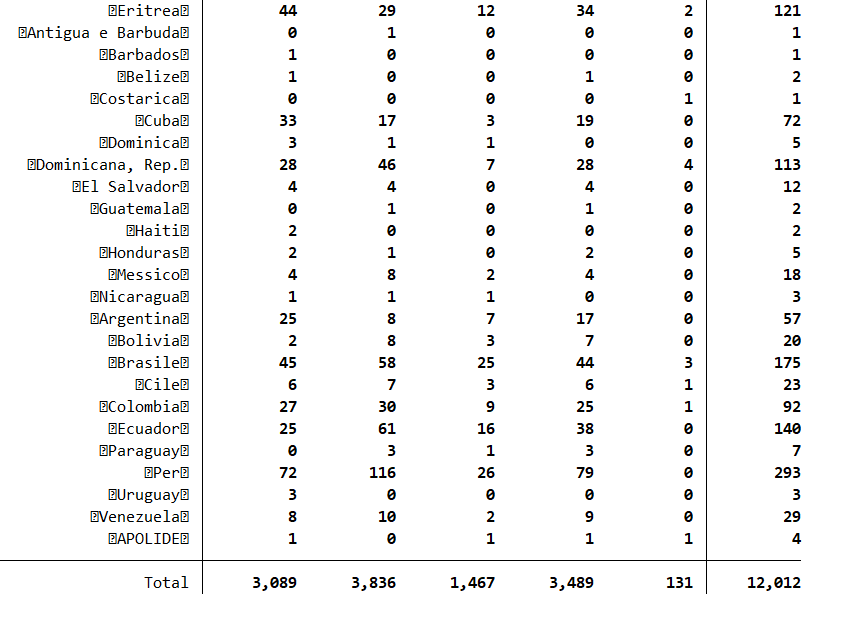 �Eritrea� 44 29 12 34 2 121
�Antigua e Barbuda� 0 1 0 0 0 1
�Barbados� 1 0 0 0 0 1
�Belize� 1 0 0 1 0 2
�Costarica� 0 0 0 0 1 1
�Cuba� 33 17 3 19 0 72
�Dominica� 3 1 1 0 0 5
�Dominicana, Rep.� 28 46 7 28 4 113
�El Salvador� 4 4 0 4 0 12
�Guatemala� 0 1 0 1 0 2
�Haiti� 2 0 0 0 0 2
�Honduras� 2 1 0 2 0 5
�Messico� 4 8 2 4 0 18
�Nicaragua� 1 1 1 0 0 3
�Argentina� 25 8 7 17 0 57
�Bolivia� 2 8 3 7 0 20
�Brasile� 45 58 25 44 3 175
�Cile� 6 7 3 6 1 23
�Colombia� 27 30 9 25 1 92
�Ecuador� 25 61 16 38 0 140
�Paraguay� 0 3 1 3 0 7
�Per� 72 116 26 79 0 293
�Uruguay� 3 0 0 0 0 3
�Venezuela� 8 10 2 9 0 29
�APOLIDE� 1 0 1 1 1 4
Total 3,089 3,836 1,467 3,489 131 12,012